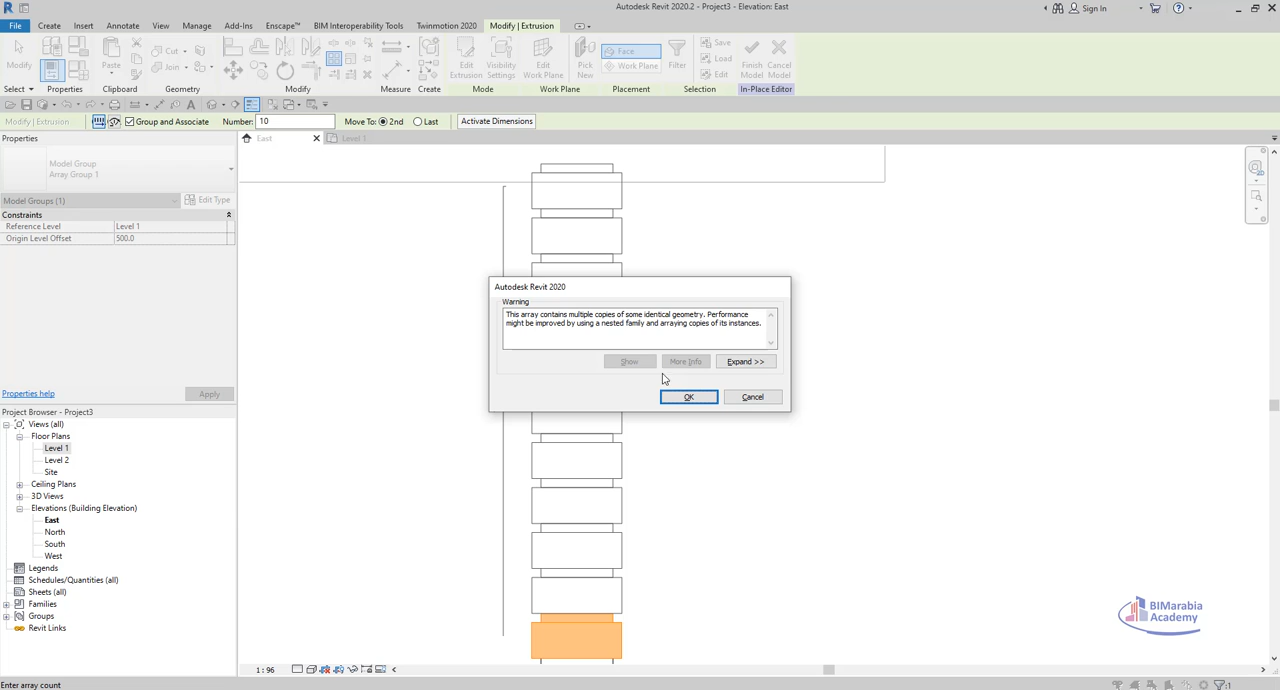 Autodesk Revit 2020.2 - Project3 - Elevation: East
Sign In
File Create Insert Annotate View Manage Add-Ins Enscape™ BIM Interoperability Tools Twinmotion 2020 Modify | Extrusion
Modify
Paste
Cut
Join
Edit Extrusion
Visibility Settings
Edit Work Plane
Pick New
Face
Work Plane
Filter
Save
Load
Edit
Finish Model
Cancel Model
Select Properties Clipboard Geometry Modify Measure Create Mode Work Plane Placement Selection In-Place Editor
Modify | Extrusion Group and Associate Number: 10 Move To: 2nd Last Activate Dimensions
Properties
East
Level 1
Model Group
Array Group 1
Model Groups (1) Edit Type
Constraints
Reference Level Level 1
Origin Level Offset 500.0
Autodesk Revit 2020
Warning
This array contains multiple copies of some identical geometry. Performance
might be improved by using a nested family and arraying copies of its instances.
Show More Info Expand >>
OK Cancel
Properties help Apply
Project Browser - Project3
Views (all)
Floor Plans
Level 1
Level 2
Site
Ceiling Plans
3D Views
Elevations (Building Elevation)
East
North
South
West
Legends
Schedules/Quantities (all)
Sheets (all)
Families
Groups
Revit Links
BIMarabia
Academy
1 : 96
Enter array count
:1